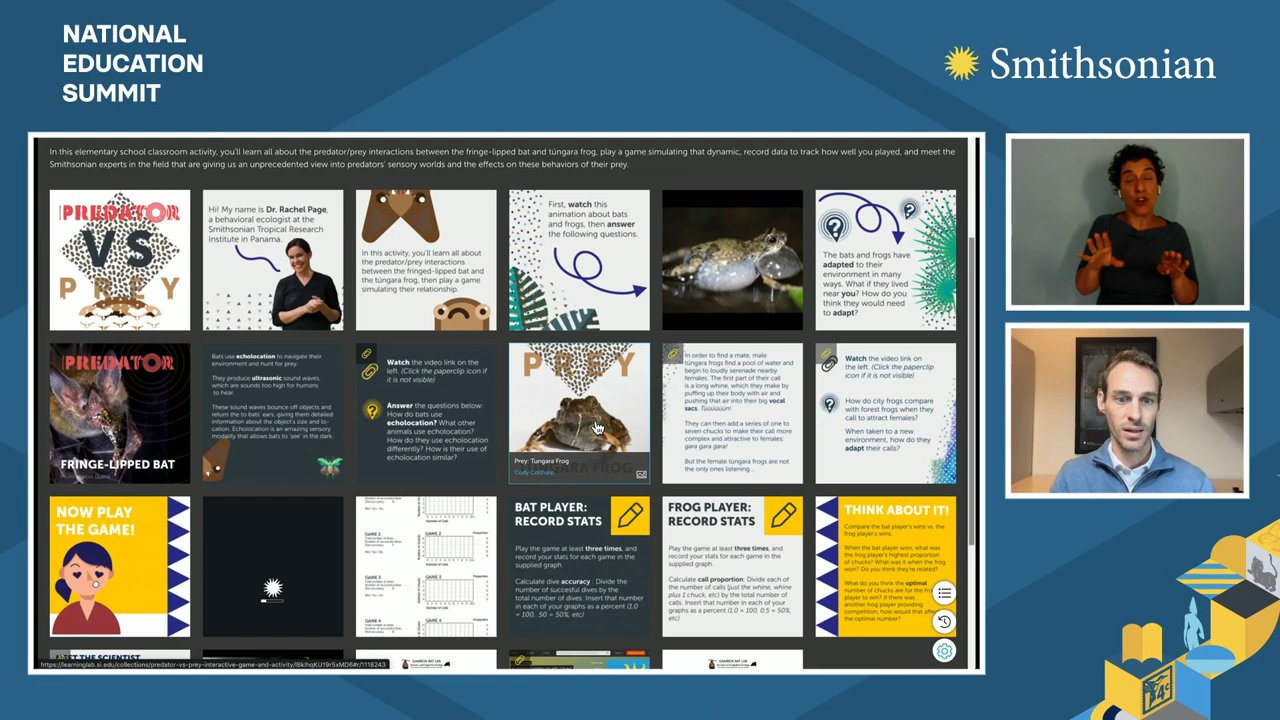 NATIONAL
EDUCATION
SUMMIT
Smithsonian
In this elementary school classroom activity, you'll learn all about the predator/prey interactions between the fringe-lipped bat and túngara frog, play a game simulating that dynamic, record data to track how well you played, and meet the
Smithsonian experts in the field that are giving us an unprecedented view into predators' sensory worlds and the effects on these behaviors of their prey.
PREDATOR
VS
PREY
Hi! My name is Dr. Rachel Page,
a behavioral ecologist at the
Smithsonian Tropical Research
Institute in Panama.
In this activity, you'll learn all about
the predator/prey interactions
between the fringed-lipped bat and
the túngara frog, then play a game
simulating their relationship.
First, watch
this animation about bats
and frogs, then answer
the following questions.
The bats and frogs have
adapted to their
environment in many
ways. What if they lived
near you? How do you
think they would need
to adapt?
PREDATOR
FRINGE-LIPPED BAT
Bats use echolocation to navigate their
environment and hunt for prey.
They produce ultrasonic sound waves,
which are sounds too high for humans
to hear.
These sound waves bounce off objects and
return to the bats' ears, giving them detailed
information about the object's size and lo-
cation. Echolocation is an amazing sensory
modality that allows bats to 'see' in the dark.
Watch the video link on the
left. (Click the paperclip icon if
it is not visible)
Answer the questions below:
How do bats use
echolocation? What other
animals use echolocation?
How do they use echolocation
differently? How is their use of
echolocation similar?
PREY
Prey: Tungara Frog
Cody Coltharp
In order to find a mate, male
túngara frogs find a pool of water and
begin to loudly serenade nearby
females. The first part of their call
is a long whine, which they make by
puffing up their body with air and
pushing that air into their big vocal
sacs.
They can then add a series of one to
seven chucks to make their call more
complex and attractive to females:
gara gara gara!
But the female túngara frogs are not
the only ones listening...
Watch the video link on the
left. (Click the paperclip icon if
it is not visible)
How do city frogs compare
with forest frogs when they
call to attract females?
When taken to a new
environment, how do they
adapt their calls?
NOW PLAY
THE GAME!
GAME 2
GAME 3
GAME 4
BAT PLAYER:
RECORD STATS
Play the game at least three times, and
record your stats for each game in the
supplied graph.
Calculate dive accuracy : Divide the
number of succesful dives by the
total number of dives. Insert that number
in each of your graphs as a percent (1.0
= 100, .50 = 50%, etc)
FROG PLAYER:
RECORD STATS
Play the game at least three times, and
record your stats for each game in the
supplied graph.
Calculate call proportion. Divide each of
the number of calls (just the whine, whine
plus 1 chuck, etc) by the total number of
calls. Insert that number in each of your
graphs as a percent (1.0 = 100, 0.5 = 50%,
etc)
THINK ABOUT IT!
Compare the bat player's wins vs. the
frog player's wins.
When the bat player won, what was
the frog player's highest proportion
of chucks? What was it when the frog
won? Do you think they're related?
What do you think the optimal
number of chucks are for the
player to win? If there was
another frog player providing
competition, how would that
the optimal number?
THE SCIENTIST
GAMBOA BAT LAB
GAMBOA BAT LAB